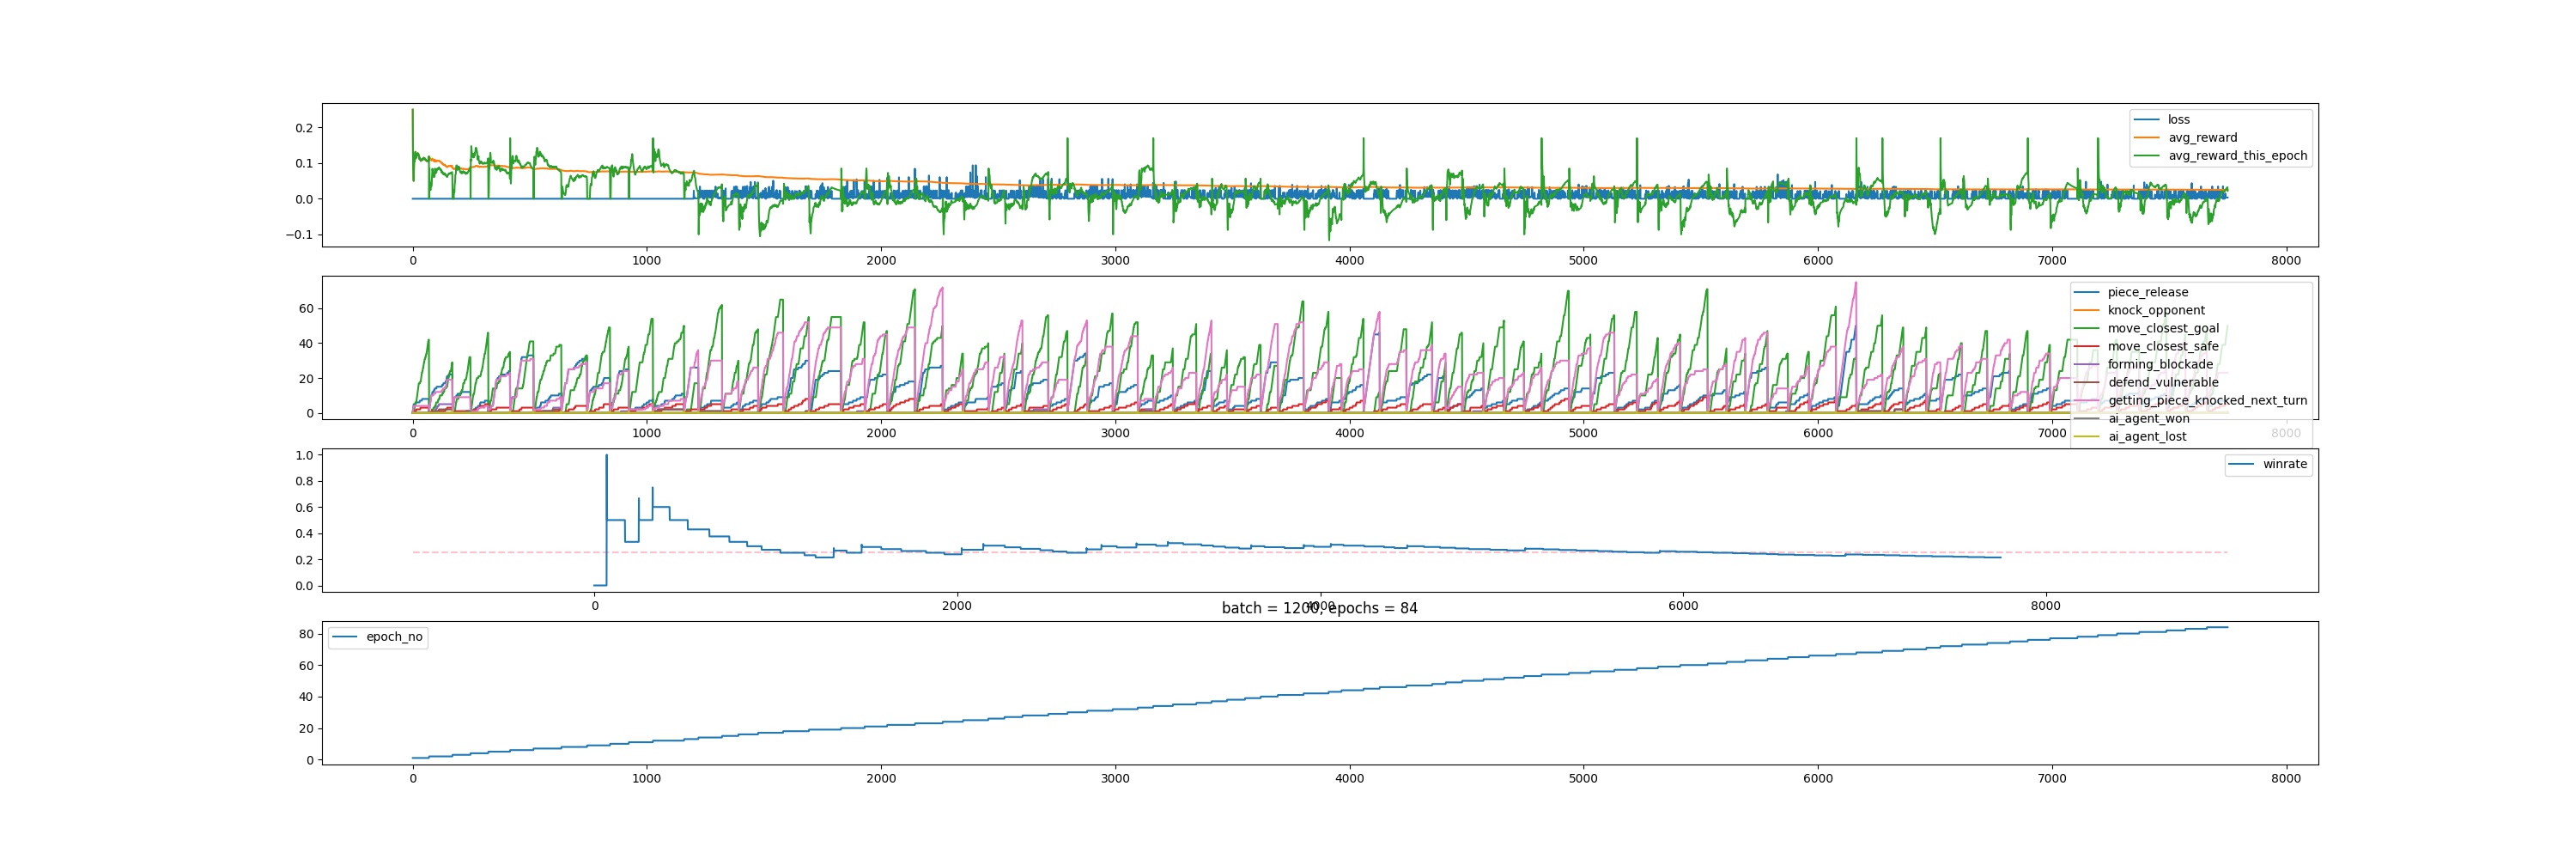 0.2
0.1
0.0
−0.1
loss
avg_reward
avg_reward_this_epoch
0 1000 2000 3000 4000 5000 6000 7000 8000
60
40
20
0
piece_release
knock_opponent
move_closest_goal
move_closest_safe
forming_blockade
defend_vulnerable
getting_piece_knocked_next_turn
ai_agent_won
ai_agent_lost
0 1000 2000 3000 4000 5000 6000 7000 8000
1.0
0.8
0.6
0.4
0.2
0.0
winrate
0 2000 4000 6000 8000
batch = 1200, epochs = 84
80
60
40
20
0
epoch_no
0 1000 2000 3000 4000 5000 6000 7000 8000